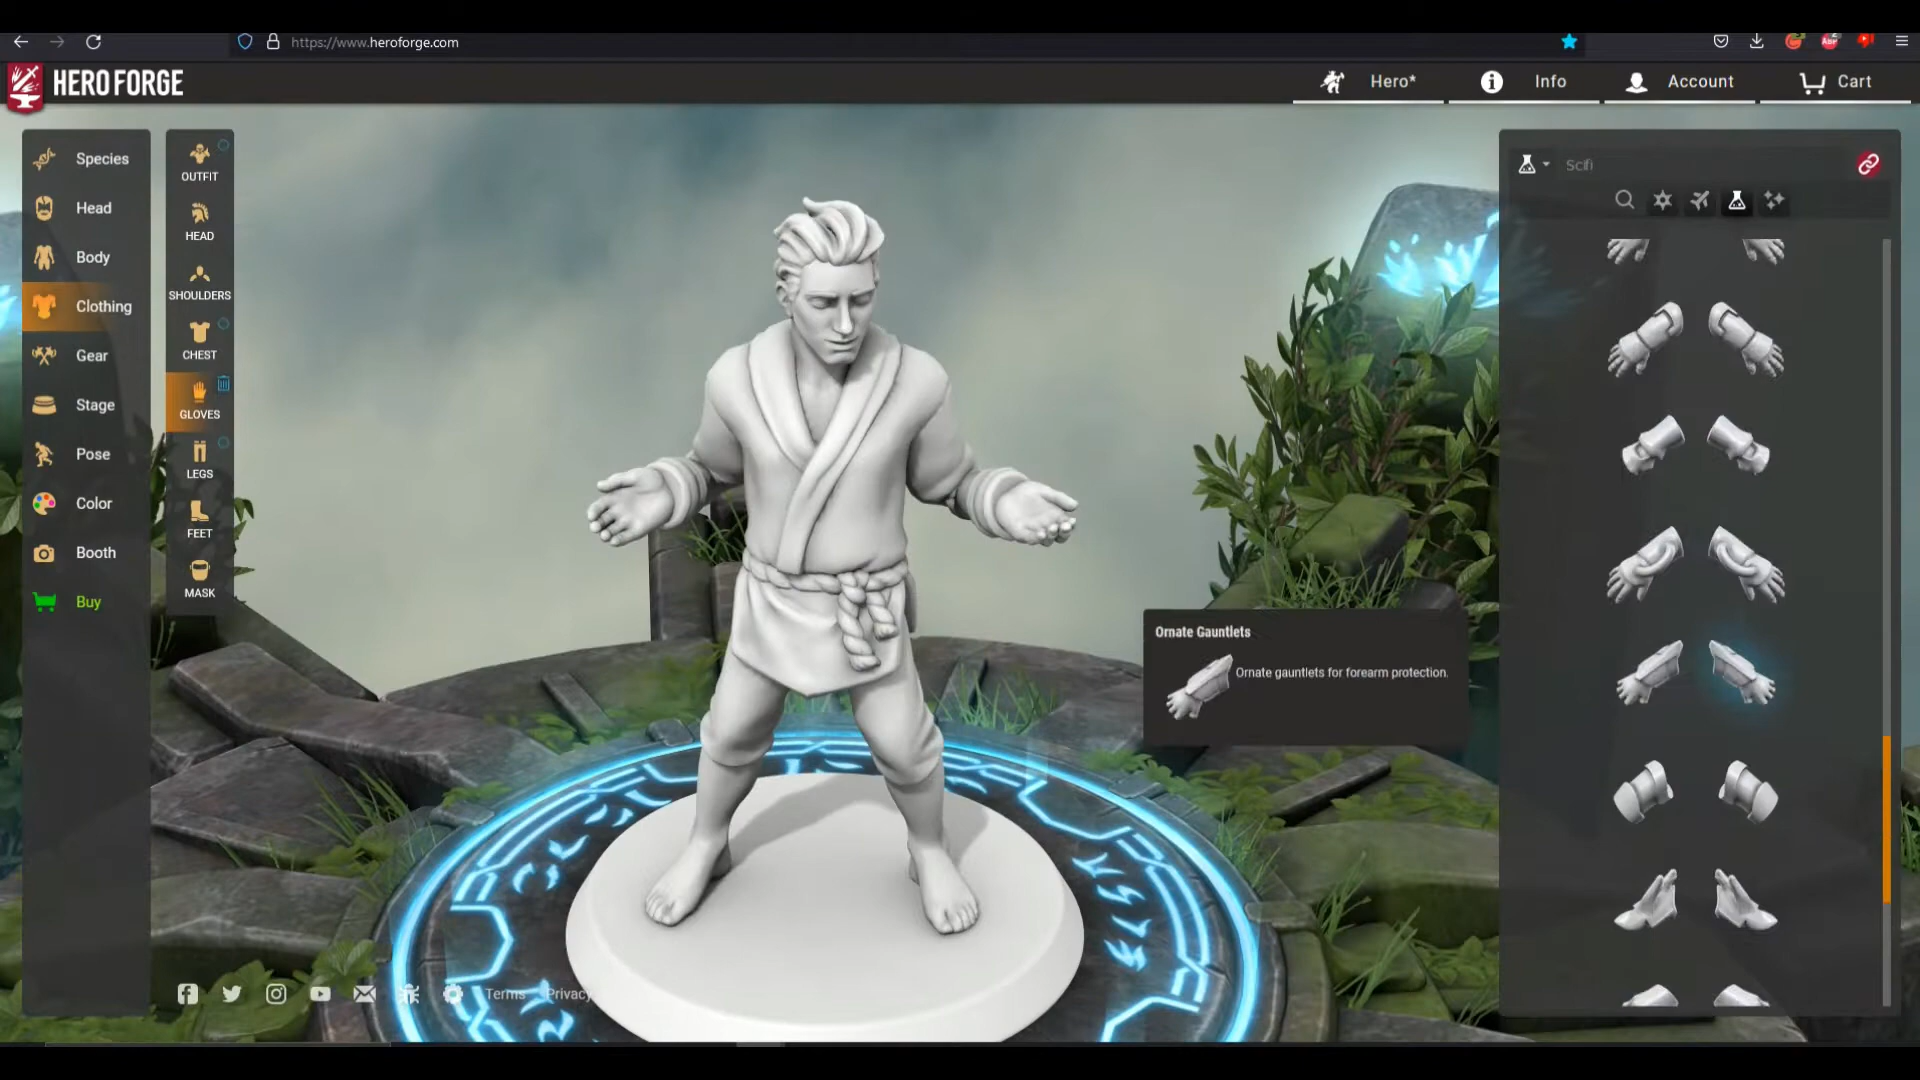 https://www.heroforge.com
HERO FORGE
Hero*
Info
Account
Cart
Species
Head
Body
Clothing
Gear
Stage
Pose
Color
Booth
Buy
OUTFIT
HEAD
SHOULDERS
CHEST
GLOVES
LEGS
FEET
MASK
Scifi
Ornate Gauntlets
Ornate gauntlets for forearm protection.
Terms
Privacy